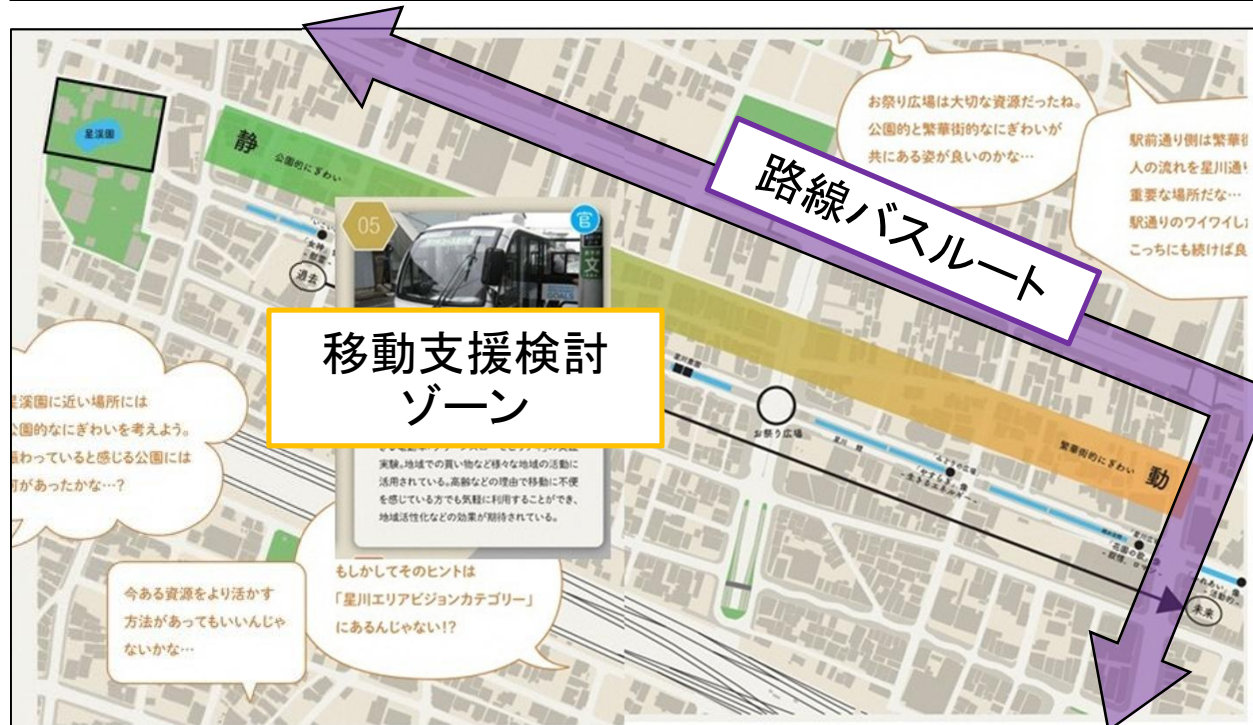 星溪園
静 公園的にぎわい
路線バスルート
お祭り広場は大切な資源だったね。
公園的と繁華街的なにぎわいが
共にある姿が良いのかな…
駅前通り側は繁華街
人の流れを星川通り
重要な場所だな…
駅通りのワイワイし
こっちにも続けば良
05
官
文
GOALS
過去
移動支援検討
ゾーン
実験。地域での買い物など様々な地域の活動に
活用されている。高齢などの理由で移動に不便
を感じている方でも気軽に利用することができ、
地域活性化などの効果が期待されている。
お祭り広場
繁華街的にぎわい 動
-生きるエネルギー-
未来
星溪園に近い場所には
公園的なにぎわいを考えよう。
賑わっていると感じる公園には
何があったかな…?
今ある資源をより活かす
方法があってもいいんじゃ
ないかな…
もしかしてそのヒントは
「星川エリアビジョンカテゴリー」
にあるんじゃない!?